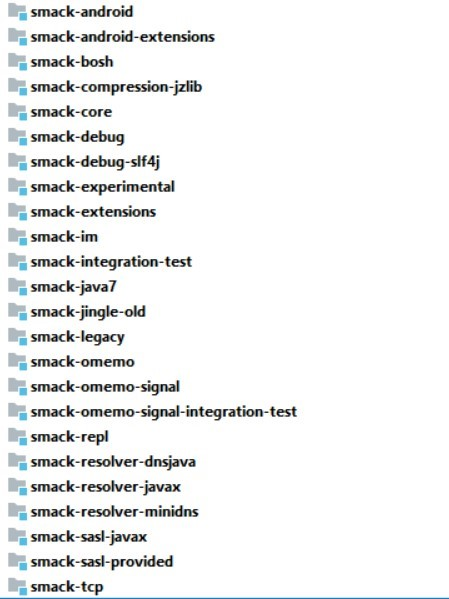 smack-android
smack-android-extensions
smack-bosh
smack-compression-jzlib
smack-core
smack-debug
smack-debug-slf4j
smack-experimental
smack-extensions
smack-im
smack-integration-test
smack-java7
smack-jingle-old
smack-legacy
smack-omemo
smack-omemo-signal
smack-omemo-signal-integration-test
smack-repl
smack-resolver-dnsjava
smack-resolver-javax
smack-resolver-minidns
smack-sasl-javax
smack-sasl-provided
smack-tcp